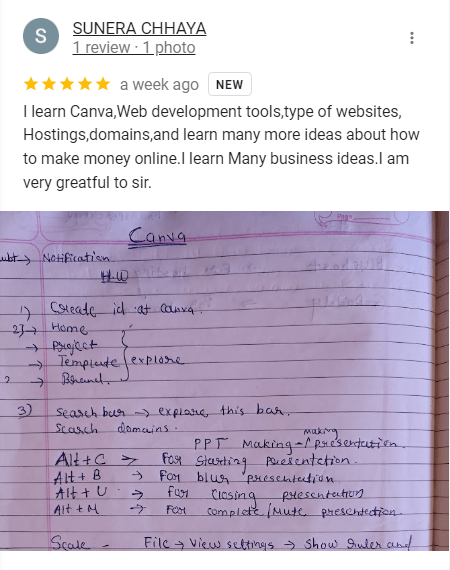 S
SUNERA CHHAYA
1 review · 1 photo
★★★★★ a week ago NEW
I learn Canva,Web development tools,type of websites,
Hostings,domains,and learn many more ideas about how
to make money online.I learn Many business ideas.I am
very greatful to sir.
Canva
→ Notification
H.W
1) Create id at canva.
2) → Home
→ Project
→ Template } explore
→ Brand.
3) Search bar → explore this bar.
Search domains.
making
PPT Making - / presentation.
Alt + C → For Starting presentation.
Alt + B → For blur presentation
Alt + U → For closing presentation
Alt + M → For complete / Mute presentation
Scale - File → View settings → show ruler and